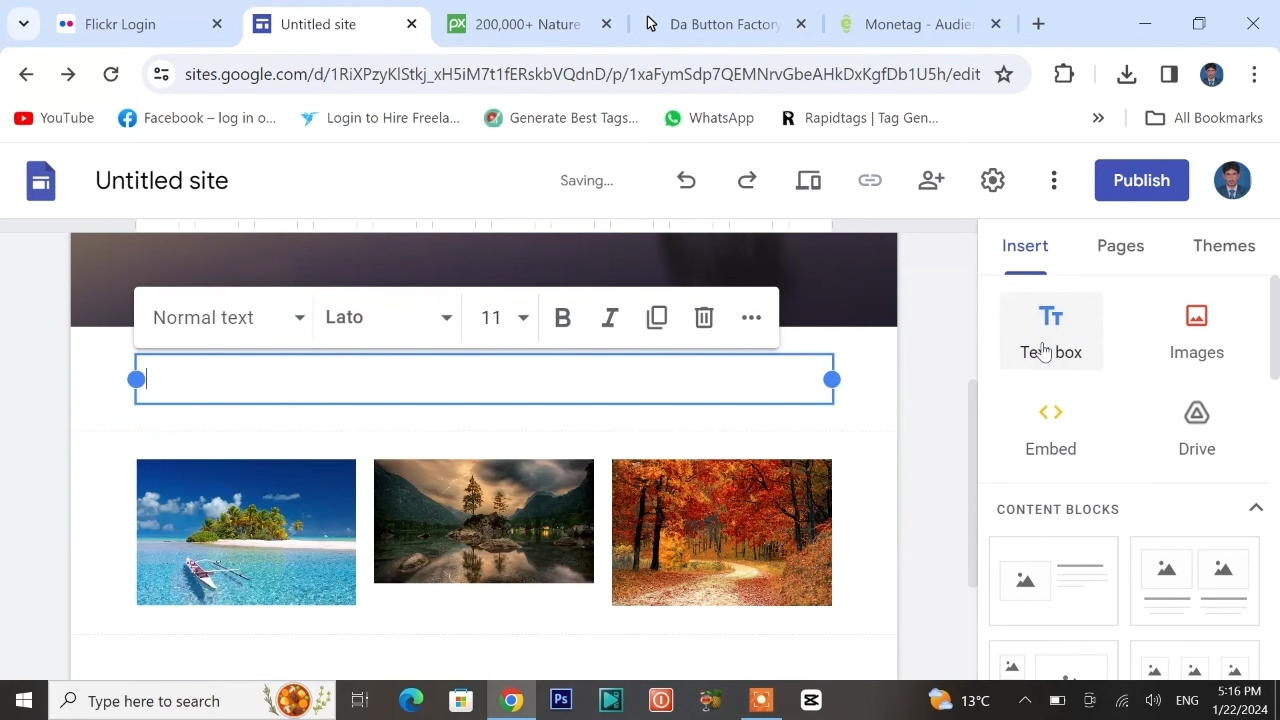 Flickr Login
Untitled site
200,000+ Nature
Da Button Factory
Monetag - Audie
sites.google.com/d/1RiXPzyKlStkj_xH5iM7t1fERskbVQdnD/p/1xaFymSdp7QEMNrvGbeAHkDxKgfDb1U5h/edit
YouTube
Facebook – log in o...
Login to Hire Freela...
Generate Best Tags...
WhatsApp
Rapidtags | Tag Gen...
All Bookmarks
Untitled site
Saving...
Publish
Insert
Pages
Themes
Normal text
Lato
11
B
I
Text box
Images
Embed
Drive
CONTENT BLOCKS
Type here to search
Ps
13°C
ENG
5:16 PM
1/22/2024